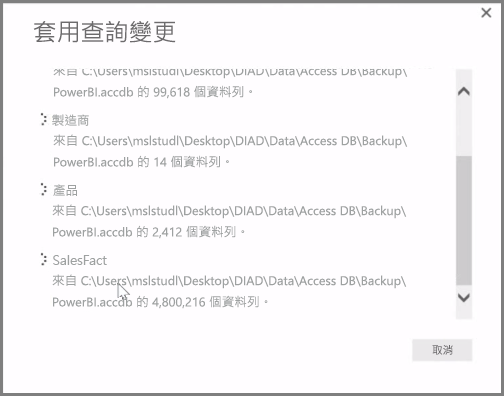 套用查詢變更
來自 C:\Users\mslstudl\Desktop\DIAD\Data\Access DB\Backup\
PowerBI.accdb 的 99,618 個資料列。
製造商
來自 C:\Users\mslstudl\Desktop\DIAD\Data\Access DB\Backup\
PowerBI.accdb 的 14 個資料列。
產品
來自 C:\Users\mslstudl\Desktop\DIAD\Data\Access DB\Backup\
PowerBI.accdb 的 2,412 個資料列。
SalesFact
來自 C:\Users\mslstudl\Desktop\DIAD\Data\Access DB\Backup\
PowerBI.accdb 的 4,800,216 個資料列。
取消